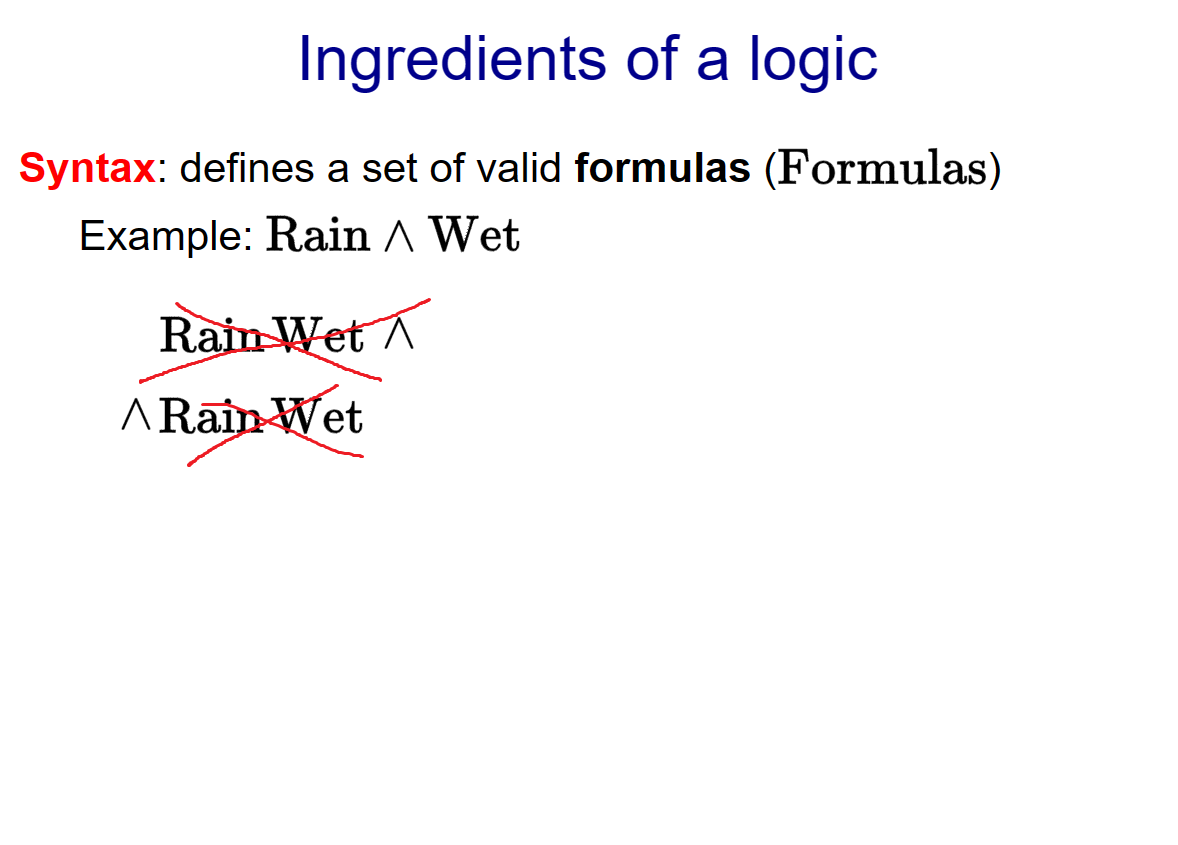 Ingredients of a logic
Syntax: defines a set of valid formulas (Formulas)
Example: Rain ∧ Wet
Rain Wet ∧
∧ Rain Wet